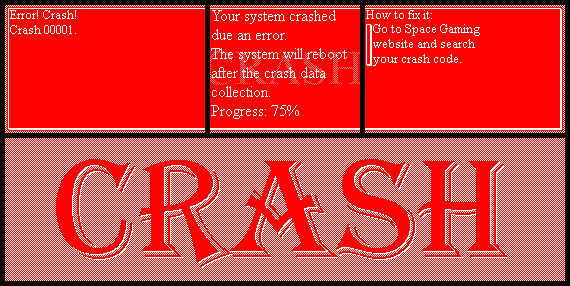 Error! Crash!
Crash 00001.
Your system crashed
due an error.
The system will reboot
after the crash data
collection.
Progress: 75%
CRASH
How to fix it:
Go to Space Gaming
website and search
your crash code.
CRASH